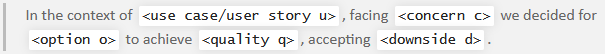 In the context of <use case/user story u>, facing <concern c> we decided for
<option o> to achieve <quality q>, accepting <downside d>.